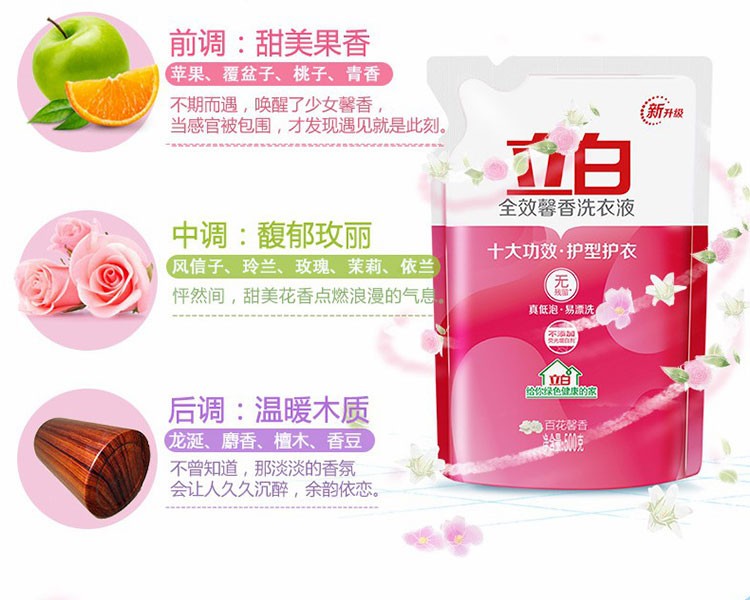 前调：甜美果香
苹果、覆盆子、桃子、青香
不期而遇，唤醒了少女馨香，
当感官被包围，才发现遇见就是此刻。
中调：馥郁玫丽
风信子、玲兰、玫瑰、茉莉、依兰
怦然间，甜美花香点燃浪漫的气息。
后调：温暖木质
龙涎、麝香、檀木、香豆
不曾知道，那淡淡的香氛
会让人久久沉醉，余韵依恋。
新升级
立白
全效馨香洗衣液
十大功效·护型护衣
无
残留
真低泡·易漂洗
不添加
荧光增白剂
立白
给你绿色健康的家
百花馨香
净含量:500克